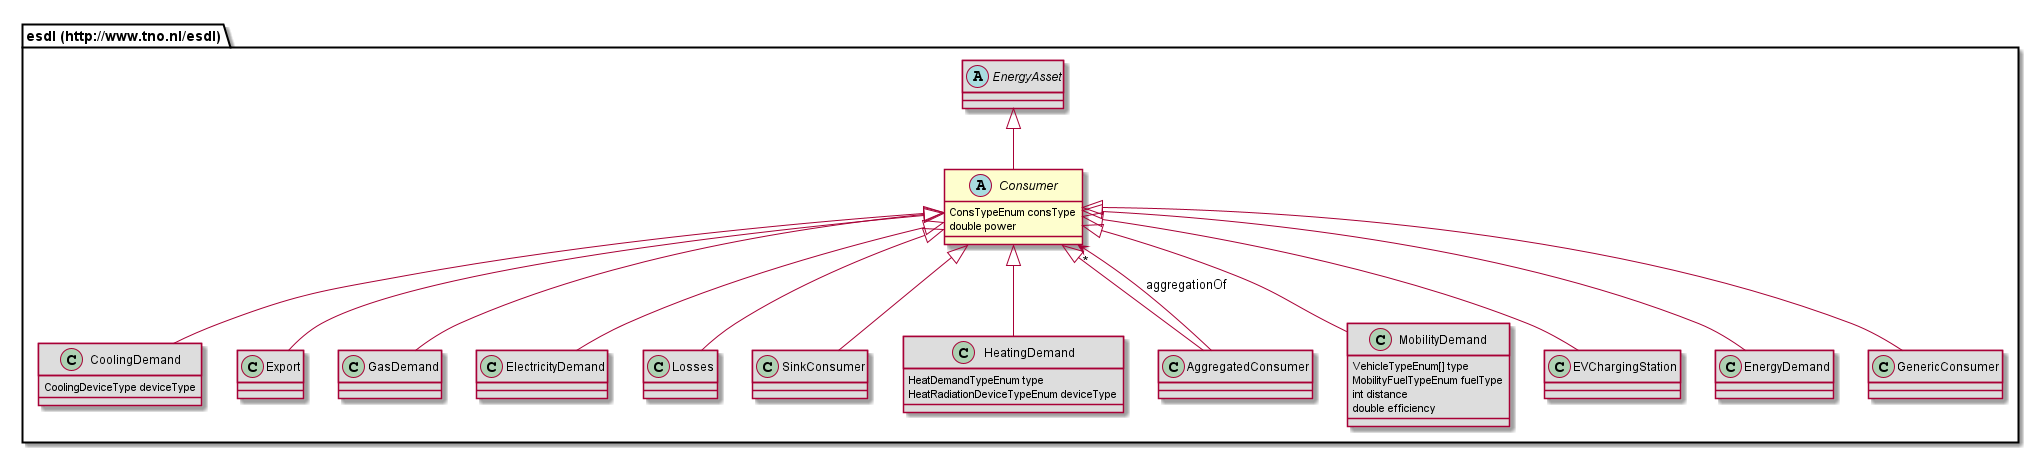 esdl (http://www.tno.nl/esdl)
A EnergyAsset
A Consumer
ConsTypeEnum consType
double power
*
aggregationOf
C CoolingDemand
CoolingDeviceType deviceType
C Export
C GasDemand
C ElectricityDemand
C Losses
C SinkConsumer
C HeatingDemand
HeatDemandTypeEnum type
HeatRadiationDeviceTypeEnum deviceType
C AggregatedConsumer
C MobilityDemand
VehicleTypeEnum[] type
MobilityFuelTypeEnum fuelType
int distance
double efficiency
C EVChargingStation
C EnergyDemand
C GenericConsumer